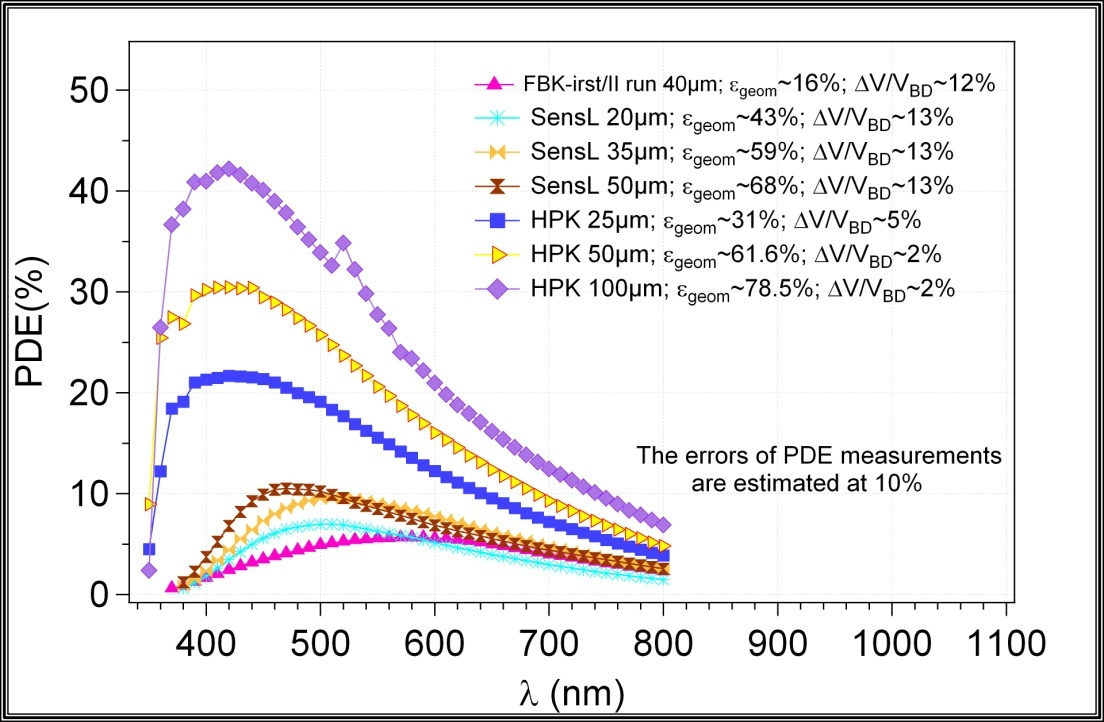 FBK-irst/II run 40µm; εgeom~16%; ΔV/VBD~12%
SensL 20µm; εgeom~43%; ΔV/VBD~13%
SensL 35µm; εgeom~59%; ΔV/VBD~13%
SensL 50µm; εgeom~68%; ΔV/VBD~13%
HPK 25µm; εgeom~31%; ΔV/VBD~5%
HPK 50µm; εgeom~61.6%; ΔV/VBD~2%
HPK 100µm; εgeom~78.5%; ΔV/VBD~2%
The errors of PDE measurements
are estimated at 10%
PDE(%)
50
40
30
20
10
0
400 500 600 700 800 900 1000 1100
λ (nm)